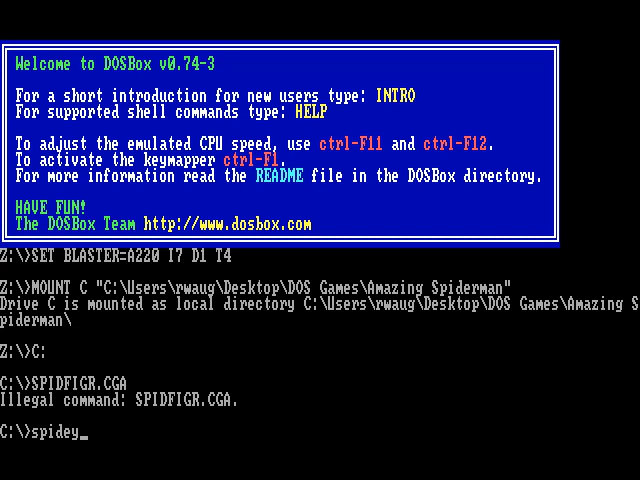 Welcome to DOSBox v0.74-3
For a short introduction for new users type: INTRO
For supported shell commands type: HELP
To adjust the emulated CPU speed, use ctrl-F11 and ctrl-F12.
To activate the keymapper ctrl-F1.
For more information read the README file in the DOSBox directory.
HAVE FUN!
The DOSBox Team http://www.dosbox.com
Z:\>SET BLASTER=A220 I7 D1 T4
Z:\>MOUNT C "C:\Users\rwaug\Desktop\DOS Games\Amazing Spiderman"
Drive C is mounted as local directory C:\Users\rwaug\Desktop\DOS Games\Amazing S
piderman\
Z:\>C:
C:\>SPIDFIGR.CGA
Illegal command: SPIDFIGR.CGA.
C:\>spidey_